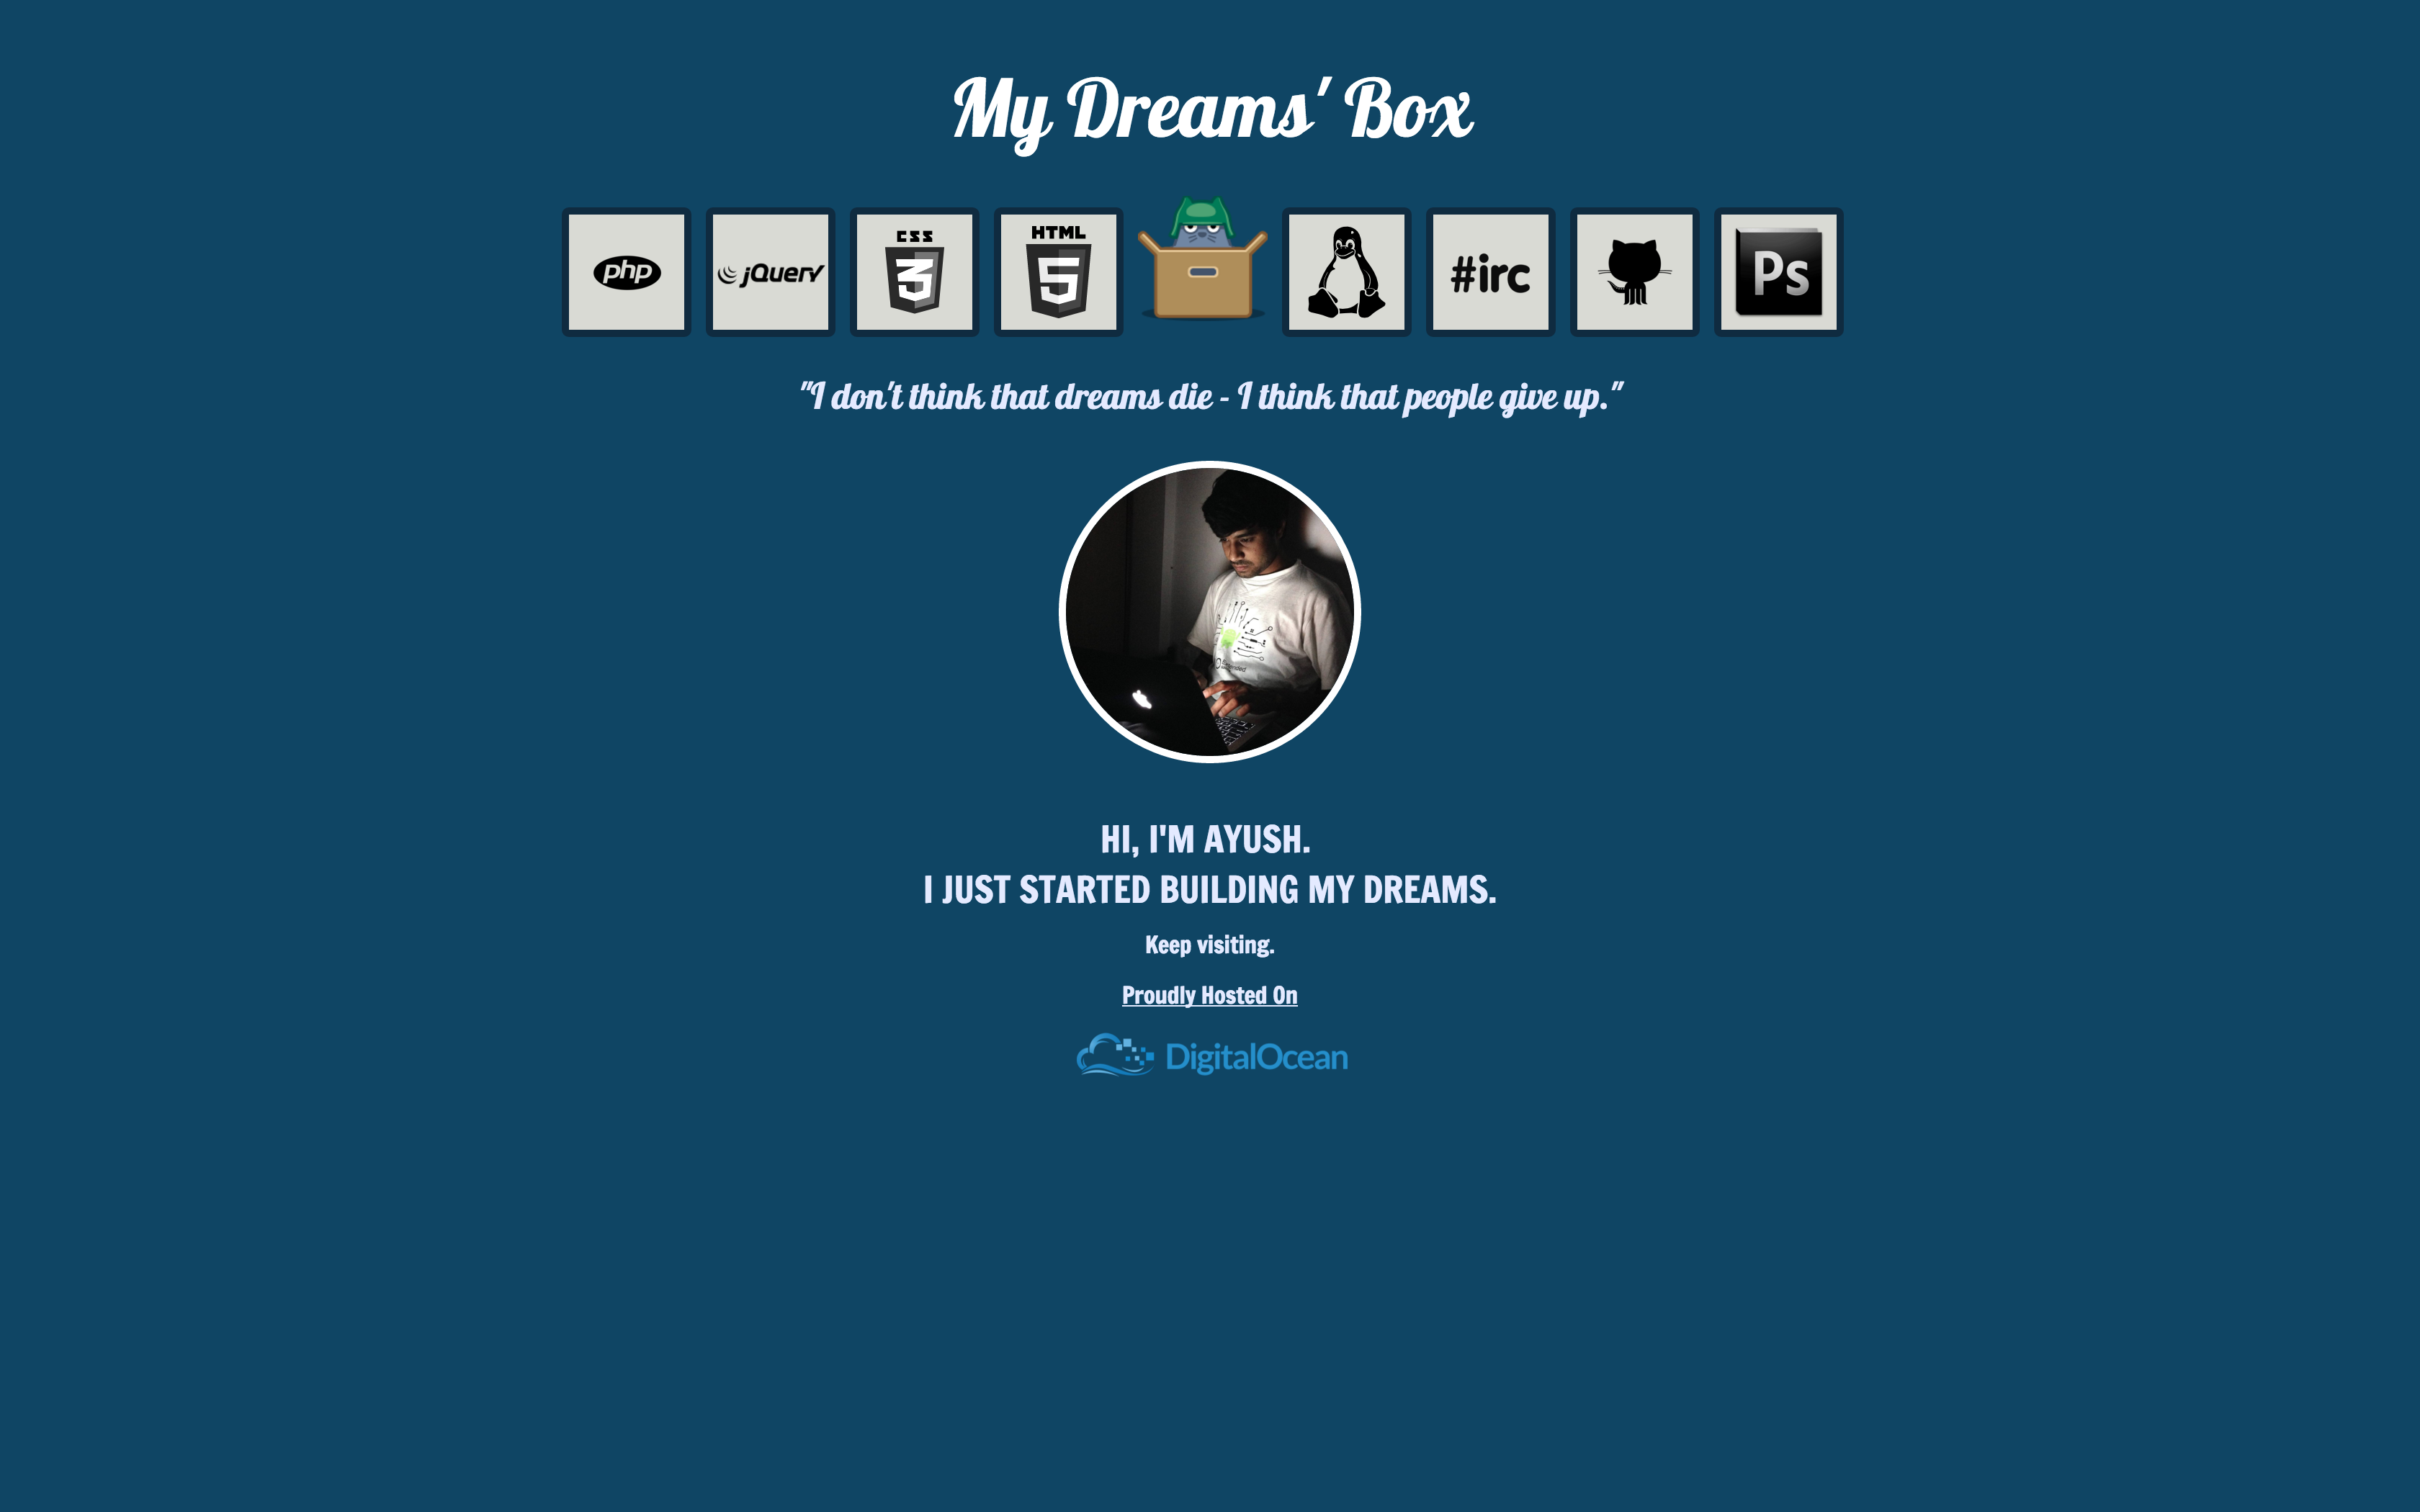 My Dreams' Box
php
jQuery
CSS
3
HTML
5
#irc
Ps
"I don't think that dreams die - I think that people give up."
HI, I'M AYUSH.
I JUST STARTED BUILDING MY DREAMS.
Keep visiting.
Proudly Hosted On
DigitalOcean